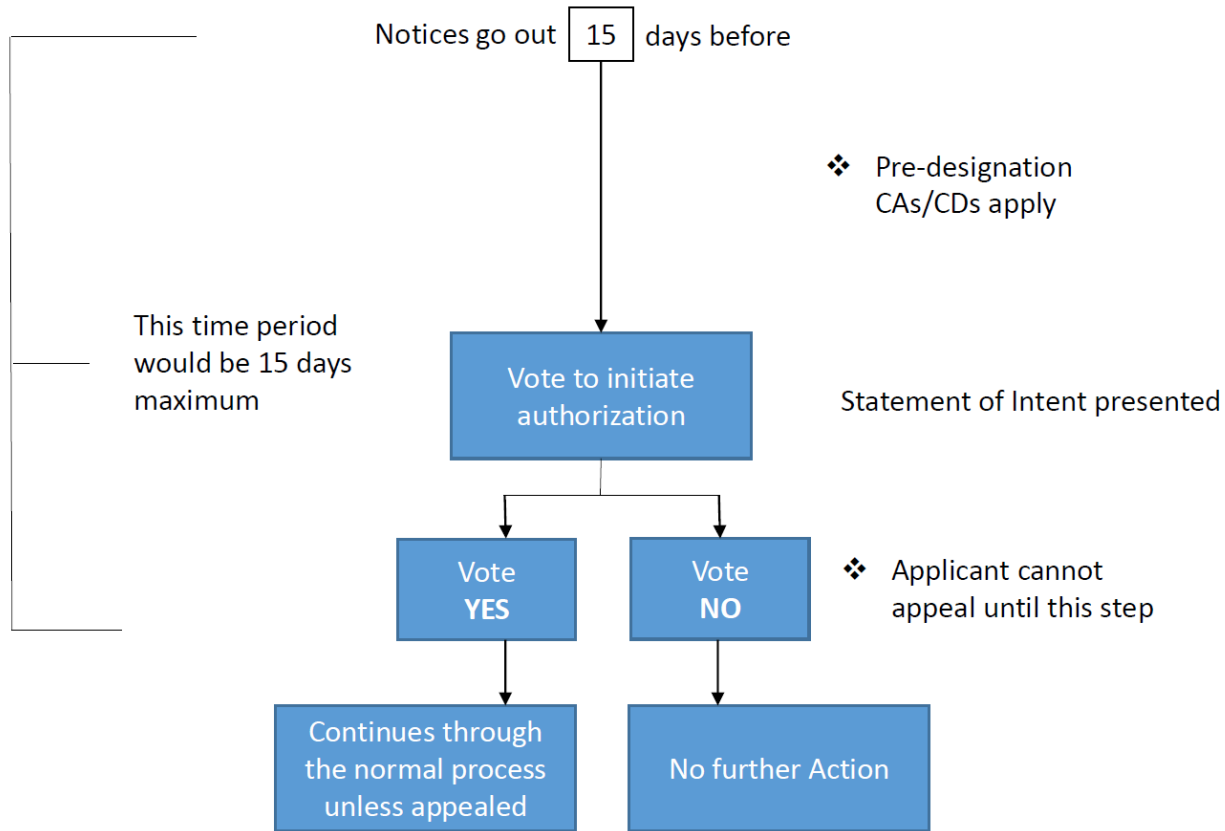 Notices go out 15 days before
❖ Pre-designation
CAs/CDs apply
This time period
would be 15 days
maximum
Vote to initiate
authorization
Statement of Intent presented
Vote
YES
Vote
NO
❖ Applicant cannot
appeal until this step
Continues through
the normal process
unless appealed
No further Action